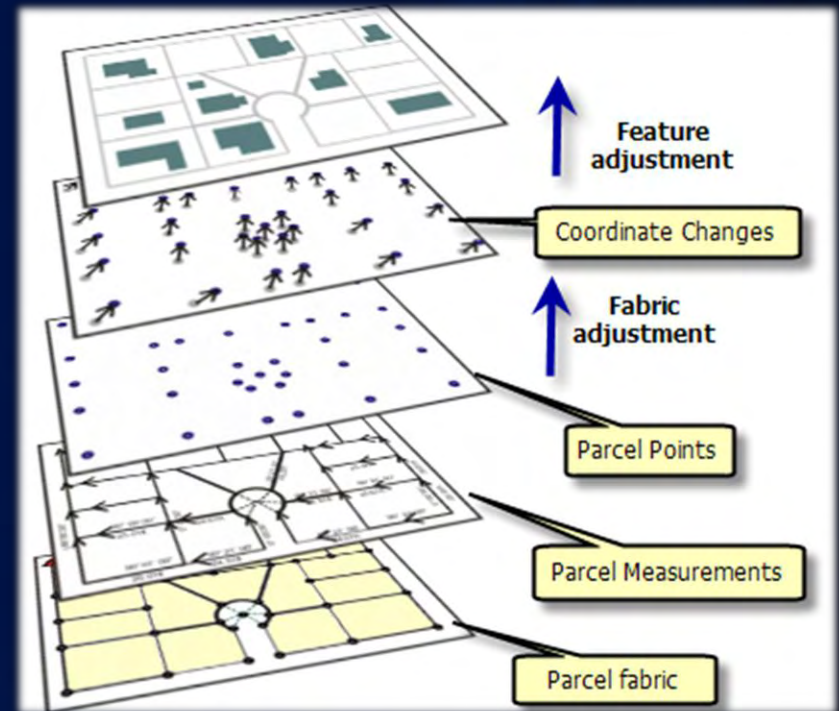 Feature
adjustment
Coordinate Changes
Fabric
adjustment
Parcel Points
Parcel Measurements
Parcel fabric